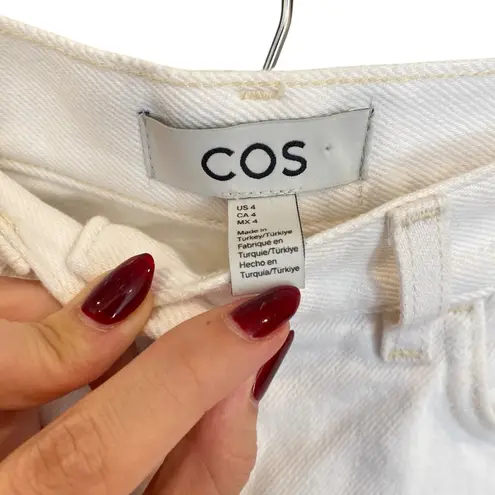 COS
US 4
CA 4
MX 4
Made in
Turkey/Türkiye
Fabriqué en
Turquie/Türkiye
Hecho en
Turquía/Türkiye